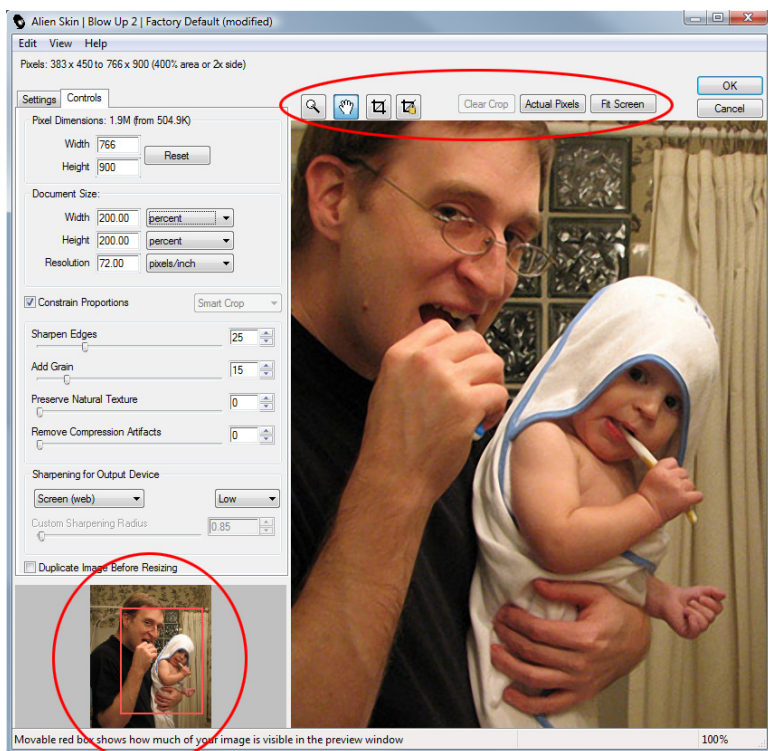 Alien Skin | Blow Up 2 | Factory Default (modified)
Edit View Help
Pixels: 383 x 450 to 766 x 900 (400% area or 2x side)
Settings Controls
Clear Crop Actual Pixels Fit Screen
OK
Cancel
Pixel Dimensions: 1.9M (from 504.9K)
Width 766
Height 900
Reset
Document Size:
Width 200.00 percent
Height 200.00 percent
Resolution 72.00 pixels/inch
Constrain Proportions Smart Crop
Sharpen Edges 25
Add Grain 15
Preserve Natural Texture 0
Remove Compression Artifacts 0
Sharpening for Output Device
Screen (web) Low
Custom Sharpening Radius 0.85
Duplicate Image Before Resizing
Movable red box shows how much of your image is visible in the preview window 100%